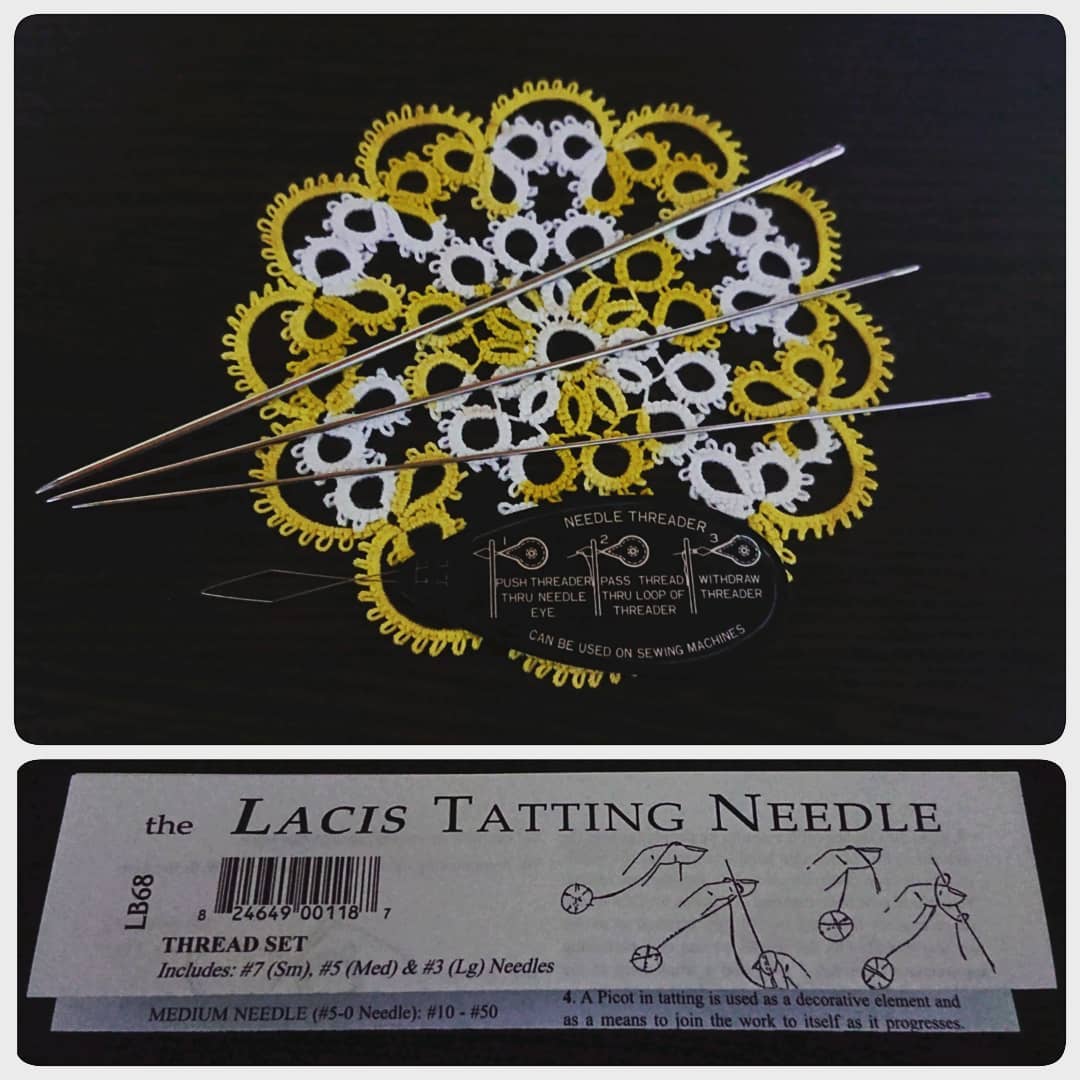 NEEDLE THREADER
1 2 3
PUSH THREADER THRU NEEDLE EYE
PASS THREAD THRU LOOP OF THREADER
WITHDRAW THREADER
CAN BE USED ON SEWING MACHINES
the LACIS TATTING NEEDLE
LB68
8 24649 00118 7
THREAD SET
Includes: #7 (Sm), #5 (Med) & #3 (Lg) Needles
MEDIUM NEEDLE (#5-0 Needle): #10 - #50
4. A Picot in tatting is used as a decorative element and
as a means to join the work to itself as it progresses.